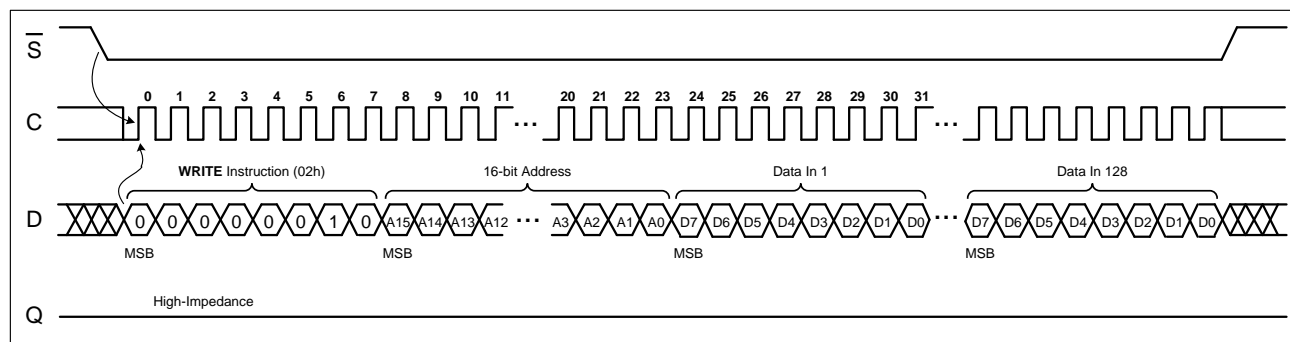 S
C
0 1 2 3 4 5 6 7 8 9 10 11 ... 20 21 22 23 24 25 26 27 28 29 30 31 ...
WRITE Instruction (02h) 16-bit Address Data In 1 Data In 128
D
0 0 0 0 0 0 1 0 A15 A14 A13 A12 ... A3 A2 A1 A0 D7 D6 D5 D4 D3 D2 D1 D0 ... D7 D6 D5 D4 D3 D2 D1 D0
MSB MSB MSB MSB
High-Impedance
Q